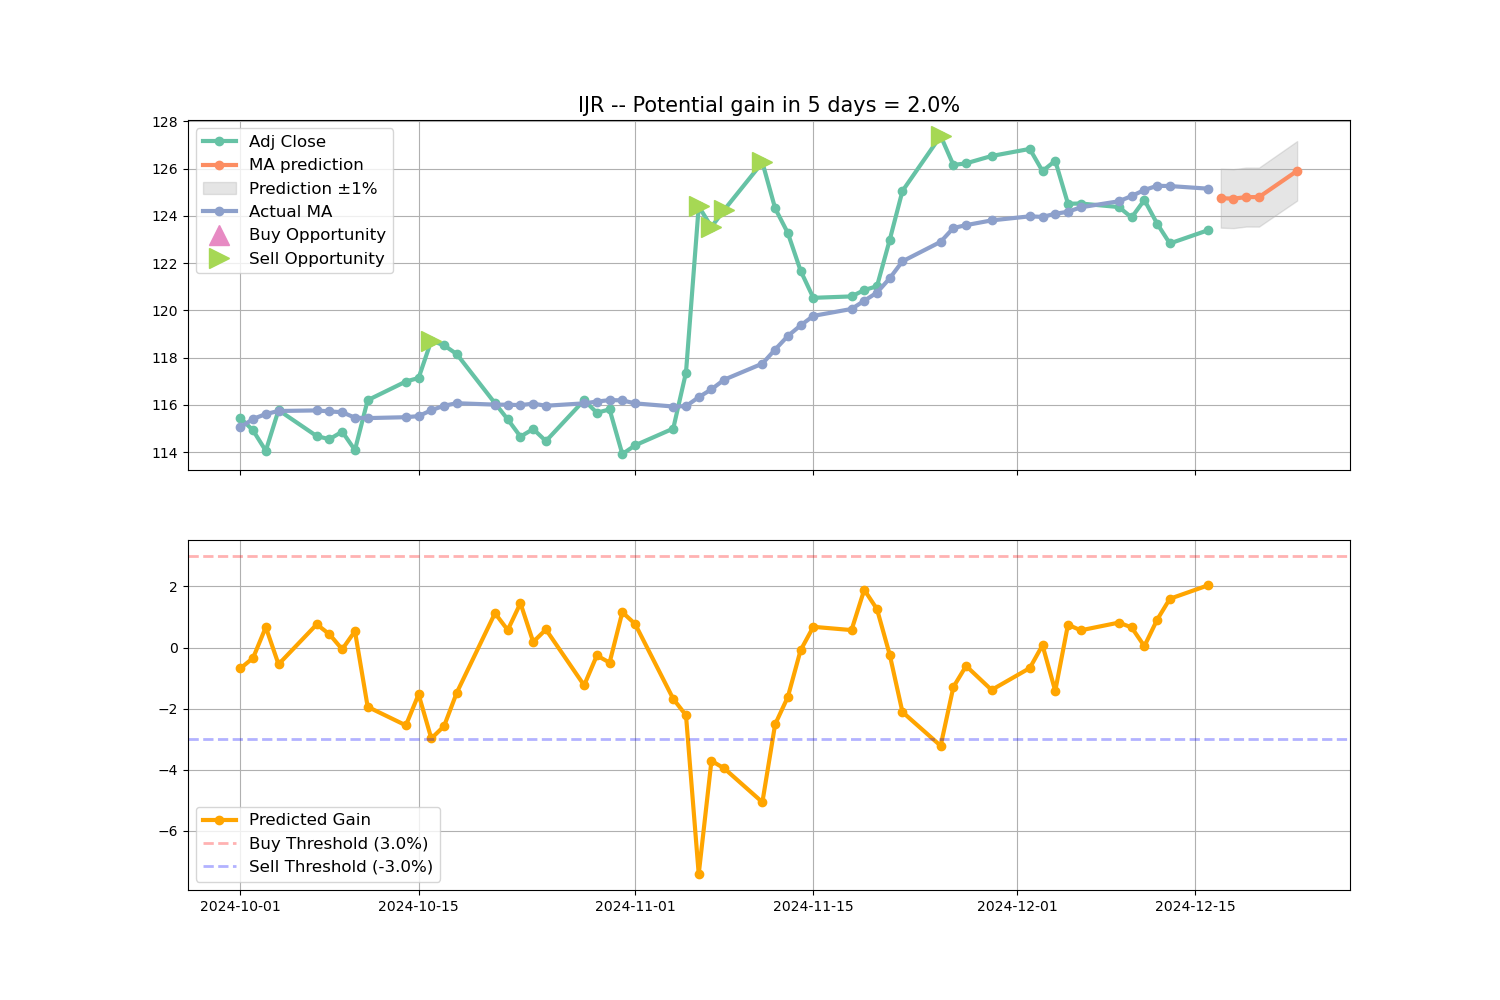 IJR -- Potential gain in 5 days = 2.0%
128
126
124
122
120
118
116
114
Adj Close
MA prediction
Prediction ±1%
Actual MA
Buy Opportunity
Sell Opportunity
2
0
−2
−4
−6
Predicted Gain
Buy Threshold (3.0%)
Sell Threshold (-3.0%)
2024-10-01
2024-10-15
2024-11-01
2024-11-15
2024-12-01
2024-12-15